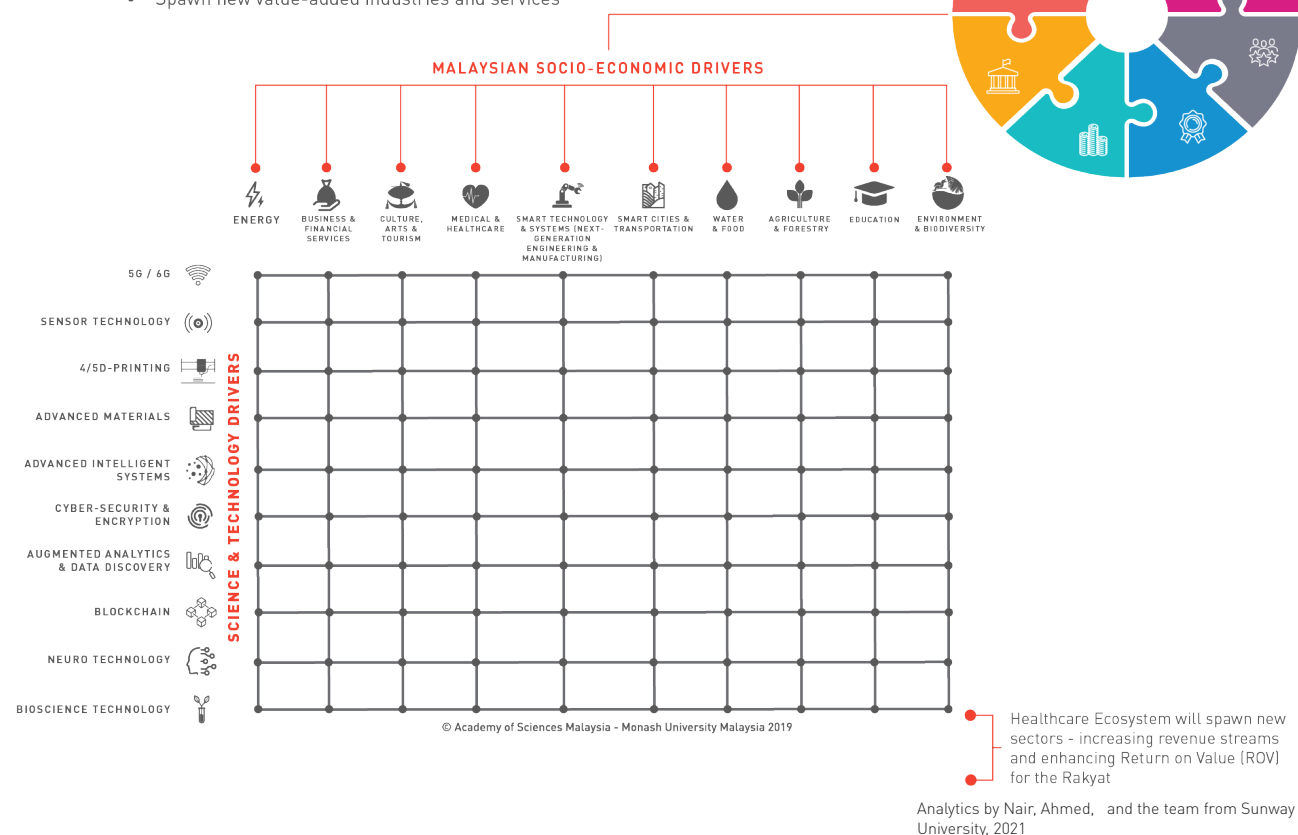 • Spawn new value-added industries and services
MALAYSIAN SOCIO-ECONOMIC DRIVERS
ENERGY
BUSINESS &
FINANCIAL
SERVICES
CULTURE,
ARTS &
TOURISM
MEDICAL &
HEALTHCARE
SMART TECHNOLOGY
& SYSTEMS (NEXT-
GENERATION
ENGINEERING &
MANUFACTURING)
SMART CITIES &
TRANSPORTATION
WATER
& FOOD
AGRICULTURE
& FORESTRY
EDUCATION
ENVIRONMENT
& BIODIVERSITY
SCIENCE & TECHNOLOGY DRIVERS
5G / 6G
SENSOR TECHNOLOGY
4/5D-PRINTING
ADVANCED MATERIALS
ADVANCED INTELLIGENT
SYSTEMS
CYBER-SECURITY &
ENCRYPTION
AUGMENTED ANALYTICS
& DATA DISCOVERY
BLOCKCHAIN
NEURO TECHNOLOGY
BIOSCIENCE TECHNOLOGY
© Academy of Sciences Malaysia - Monash University Malaysia 2019
Healthcare Ecosystem will spawn new
sectors - increasing revenue streams
and enhancing Return on Value (ROV)
for the Rakyat
Analytics by Nair, Ahmed, and the team from Sunway
University, 2021